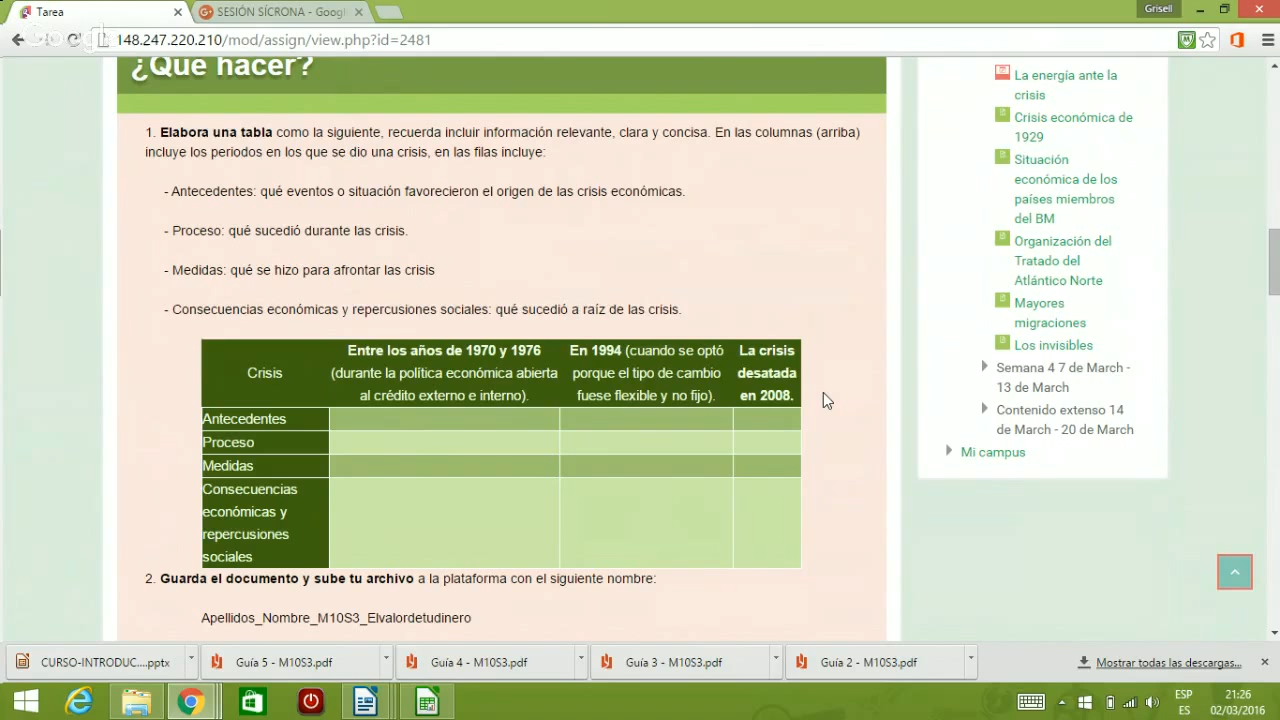 Tarea
SESIÓN SÍCRONA - Googl
Grisell
148.247.220.210/mod/assign/view.php?id=2481
¿Qué hacer?
1. Elabora una tabla como la siguiente, recuerda incluir información relevante, clara y concisa. En las columnas (arriba)
incluye los periodos en los que se dio una crisis, en las filas incluye:
- Antecedentes: qué eventos o situación favorecieron el origen de las crisis económicas.
- Proceso: qué sucedió durante las crisis.
- Medidas: qué se hizo para afrontar las crisis
- Consecuencias económicas y repercusiones sociales: qué sucedió a raíz de las crisis.
Crisis
Entre los años de 1970 y 1976
(durante la política económica abierta
al crédito externo e interno).
En 1994 (cuando se optó
porque el tipo de cambio
fuese flexible y no fijo).
La crisis
desatada
en 2008.
Antecedentes
Proceso
Medidas
Consecuencias
económicas y
repercusiones
sociales
2. Guarda el documento y sube tu archivo a la plataforma con el siguiente nombre:
Apellidos_Nombre_M10S3_Elvalordetudinero
La energía ante la
crisis
Crisis económica de
1929
Situación
económica de los
países miembros
del BM
Organización del
Tratado del
Atlántico Norte
Mayores
migraciones
Los invisibles
Semana 4 7 de March -
13 de March
Contenido extenso 14
de March - 20 de March
Mi campus
CURSO-INTRODUC....pptx
Guía 5 - M10S3.pdf
Guía 4 - M10S3.pdf
Guía 3 - M10S3.pdf
Guía 2 - M10S3.pdf
Mostrar todas las descargas...
ESP
ES
21:26
02/03/2016